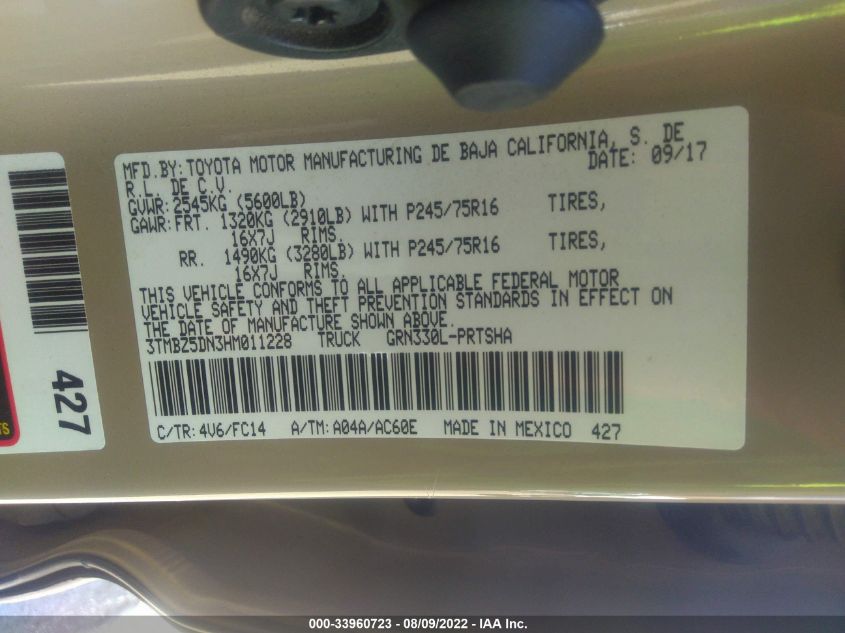 MFD.BY:TOYOTA MOTOR MANUFACTURING DE BAJA CALIFORNIA, S. DE
R.L. DE C.V. DATE: 09/17
GVWR:2545KG (5600LB)
GAWR:FRT. 1320KG (2910LB) WITH P245/75R16 TIRES,
16X7J RIMS.
RR. 1490KG (3280LB) WITH P245/75R16 TIRES,
16X7J RIMS.
THIS VEHICLE CONFORMS TO ALL APPLICABLE FEDERAL MOTOR
VEHICLE SAFETY AND THEFT PREVENTION STANDARDS IN EFFECT ON
THE DATE OF MANUFACTURE SHOWN ABOVE.
3TMBZ5DN3HM011228 TRUCK GRN330L-PRTSHA
C/TR: 4V6/FC14 A/TM: A04A/AC60E MADE IN MEXICO 427
427
000-33960723 - 08/09/2022 - IAA Inc.